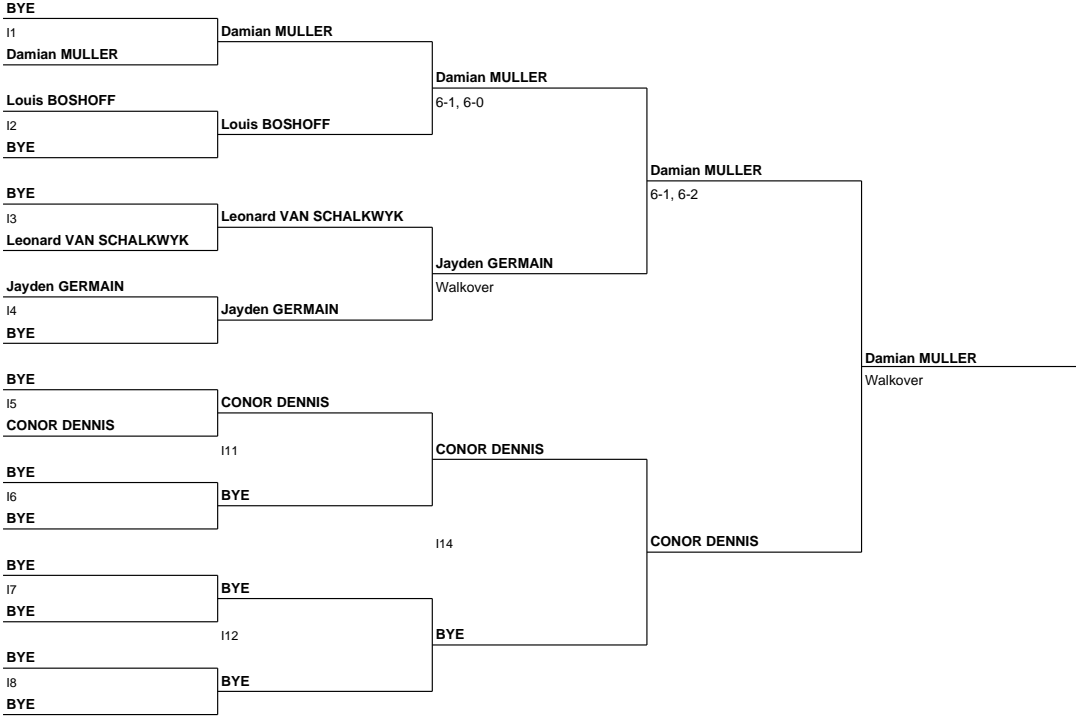 BYE
I1
Damian MULLER
Damian MULLER
Louis BOSHOFF
I2
BYE
Louis BOSHOFF
Damian MULLER
6-1, 6-0
BYE
I3
Leonard VAN SCHALKWYK
Leonard VAN SCHALKWYK
Jayden GERMAIN
I4
BYE
Jayden GERMAIN
Jayden GERMAIN
Walkover
Damian MULLER
6-1, 6-2
BYE
I5
CONOR DENNIS
CONOR DENNIS
I11
BYE
I6
BYE
BYE
CONOR DENNIS
I14
BYE
I7
BYE
BYE
I12
BYE
I8
BYE
BYE
BYE
CONOR DENNIS
Damian MULLER
Walkover